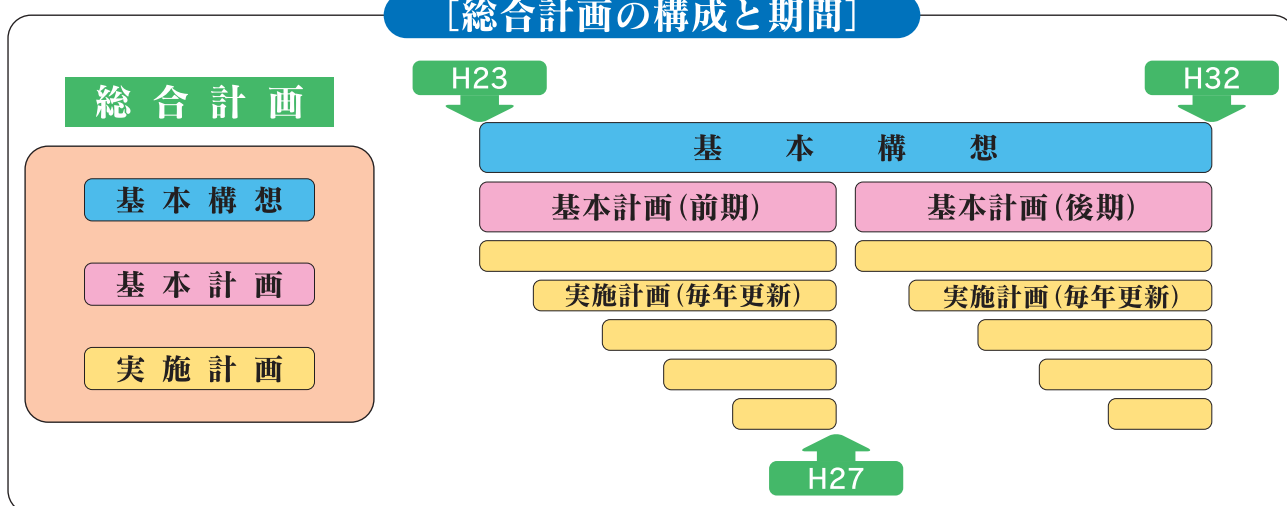 [総合計画の構成と期間]
総合計画
基本構想
基本計画
実施計画
H23
H32
基本構想
基本計画(前期)
基本計画(後期)
実施計画(毎年更新)
実施計画(毎年更新)
H27